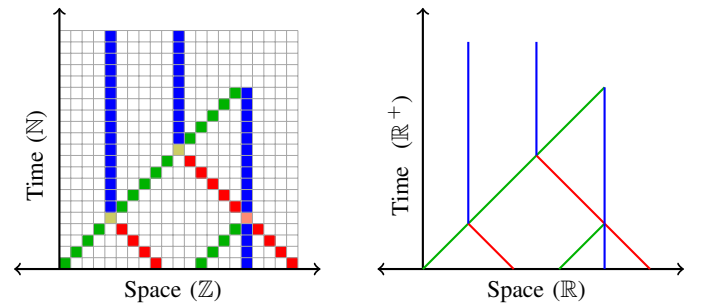 Time (ℕ)
Space (ℤ)
Time (ℝ⁺)
Space (ℝ)